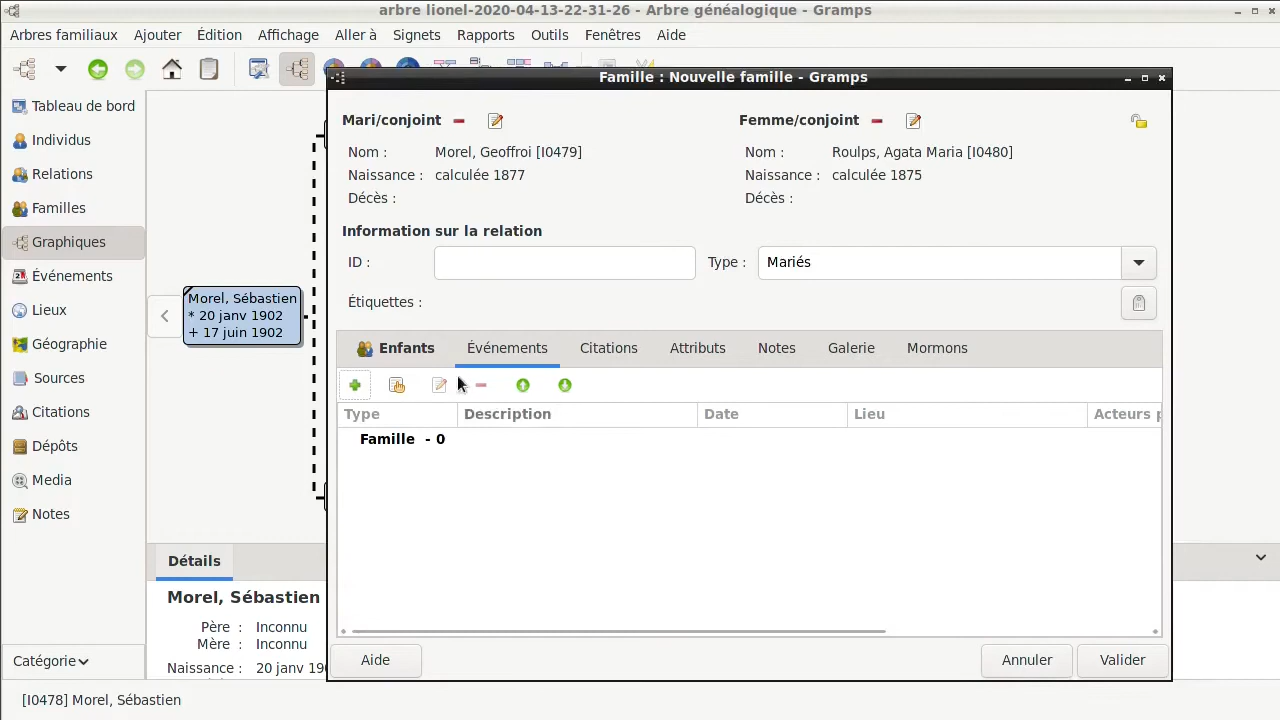 arbre lionel-2020-04-13-22-31-26 - Arbre généalogique - Gramps
Arbres familiaux Ajouter Édition Affichage Aller à Signets Rapports Outils Fenêtres Aide
Tableau de bord
Individus
Relations
Familles
Graphiques
Événements
Lieux
Géographie
Sources
Citations
Dépôts
Media
Notes
Catégorie
Morel, Sébastien
* 20 janv 1902
+ 17 juin 1902
Détails
Morel, Sébastien
Père : Inconnu
Mère : Inconnu
Naissance : 20 janv 190
[I0478] Morel, Sébastien
Famille : Nouvelle famille - Gramps
Mari/conjoint
Nom : Morel, Geoffroi [I0479]
Naissance : calculée 1877
Décès :
Femme/conjoint
Nom : Roulps, Agata Maria [I0480]
Naissance : calculée 1875
Décès :
Information sur la relation
ID : Type : Mariés
Étiquettes :
Enfants Événements Citations Attributs Notes Galerie Mormons
Type Description Date Lieu Acteurs p
Famille - 0
Aide Annuler Valider